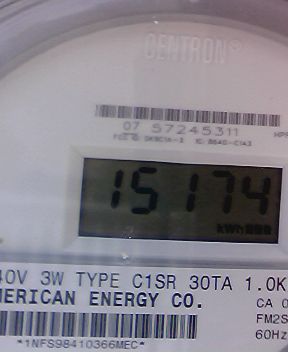 CENTRON®
07 57245311
15174
kWh
40V 3W TYPE C1SR 30TA 1.0K
MERICAN ENERGY CO.
CA 0
FM2S
60Hz
*1NFS98410366MEC*